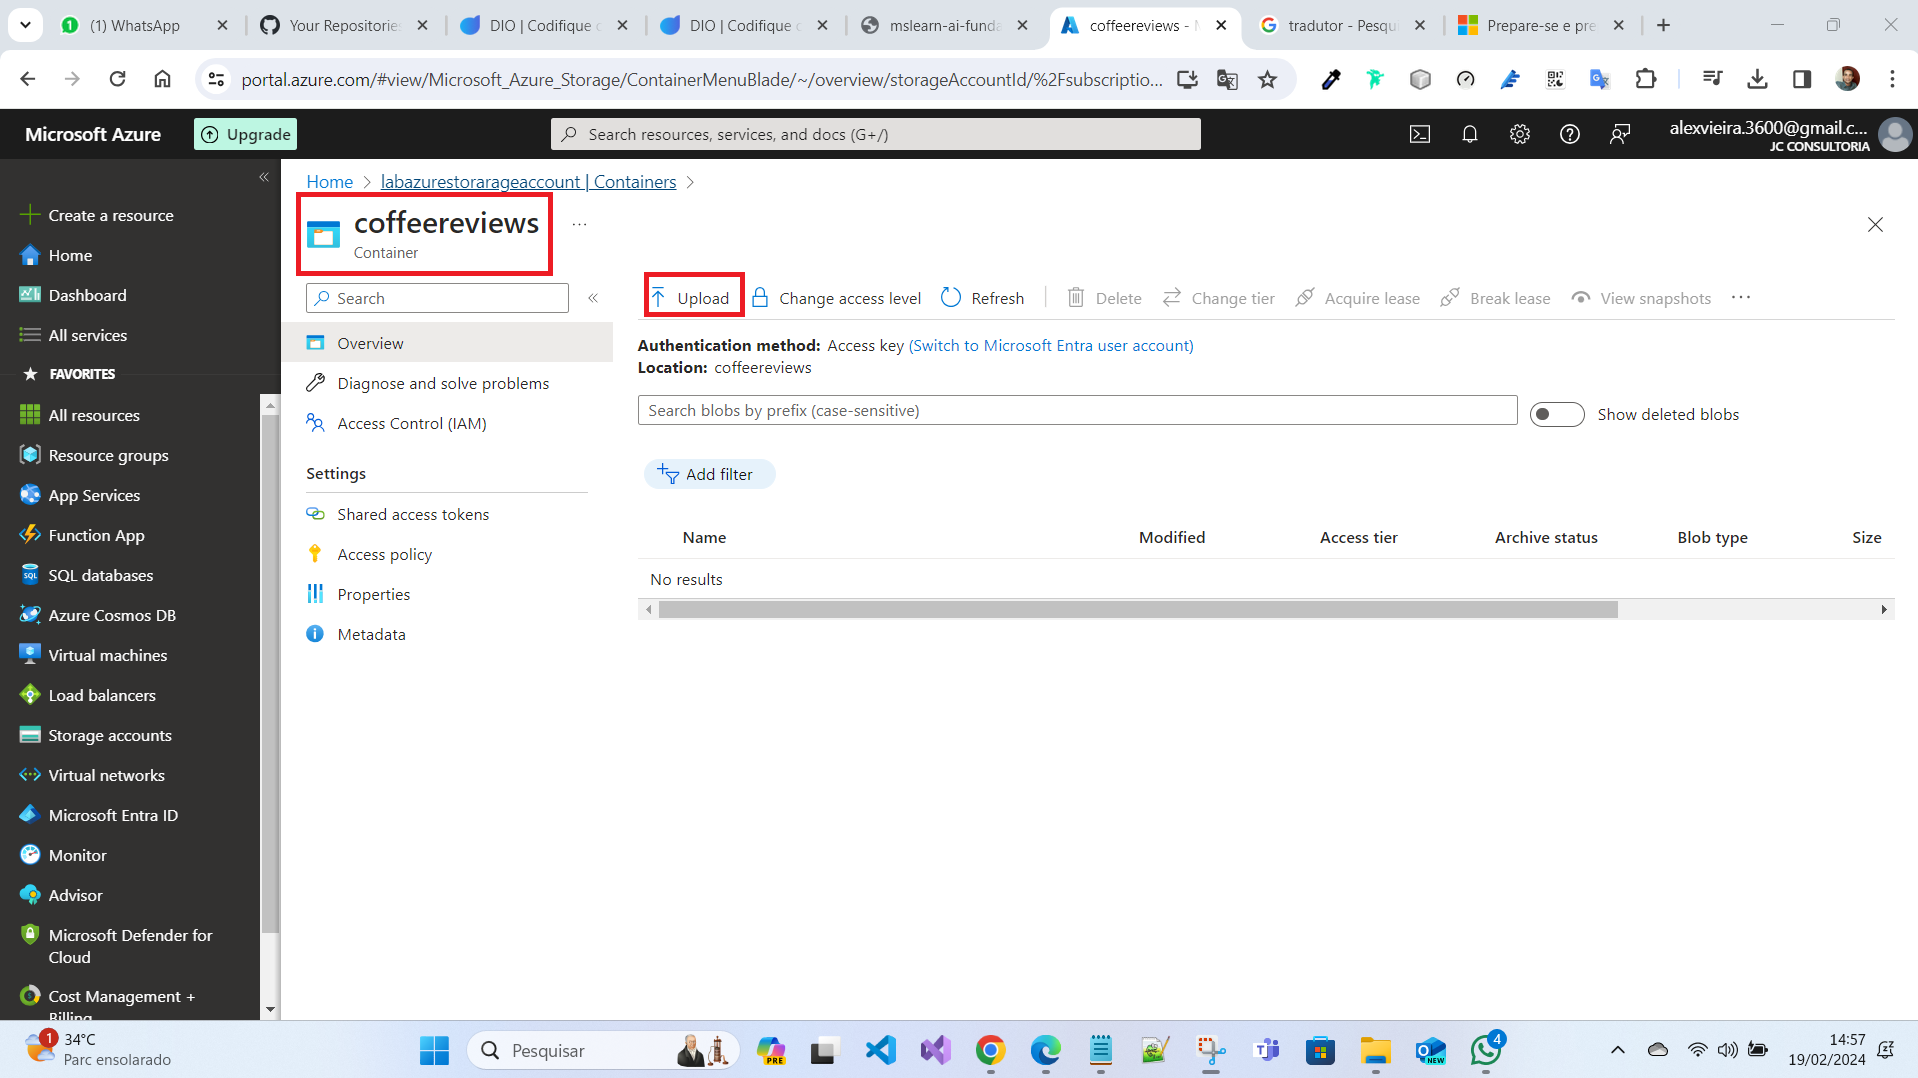 (1) WhatsApp
Your Repositories
DIO | Codifique c
DIO | Codifique c
mslearn-ai-funda
coffeereviews - M
tradutor - Pesqu
Prepare-se e pre
portal.azure.com/#view/Microsoft_Azure_Storage/ContainerMenuBlade/~/overview/storageAccountId/%2Fsubscriptio...
Microsoft Azure
Upgrade
Search resources, services, and docs (G+/)
alexvieira.3600@gmail.c...
JC CONSULTORIA
Create a resource
Home
Dashboard
All services
FAVORITES
All resources
Resource groups
App Services
Function App
SQL databases
Azure Cosmos DB
Virtual machines
Load balancers
Storage accounts
Virtual networks
Microsoft Entra ID
Monitor
Advisor
Microsoft Defender for
Cloud
Cost Management +
Billing
Home > labazurestorarageaccount | Containers >
coffeereviews
...
Container
Search
Overview
Diagnose and solve problems
Access Control (IAM)
Settings
Shared access tokens
Access policy
Properties
Metadata
Upload Change access level Refresh Delete Change tier Acquire lease Break lease View snapshots ...
Authentication method: Access key (Switch to Microsoft Entra user account)
Location: coffeereviews
Search blobs by prefix (case-sensitive)
Show deleted blobs
Add filter
Name Modified Access tier Archive status Blob type Size
No results
1
34°C
Parc ensolarado
Pesquisar
PRE
NEW
4
14:57
19/02/2024